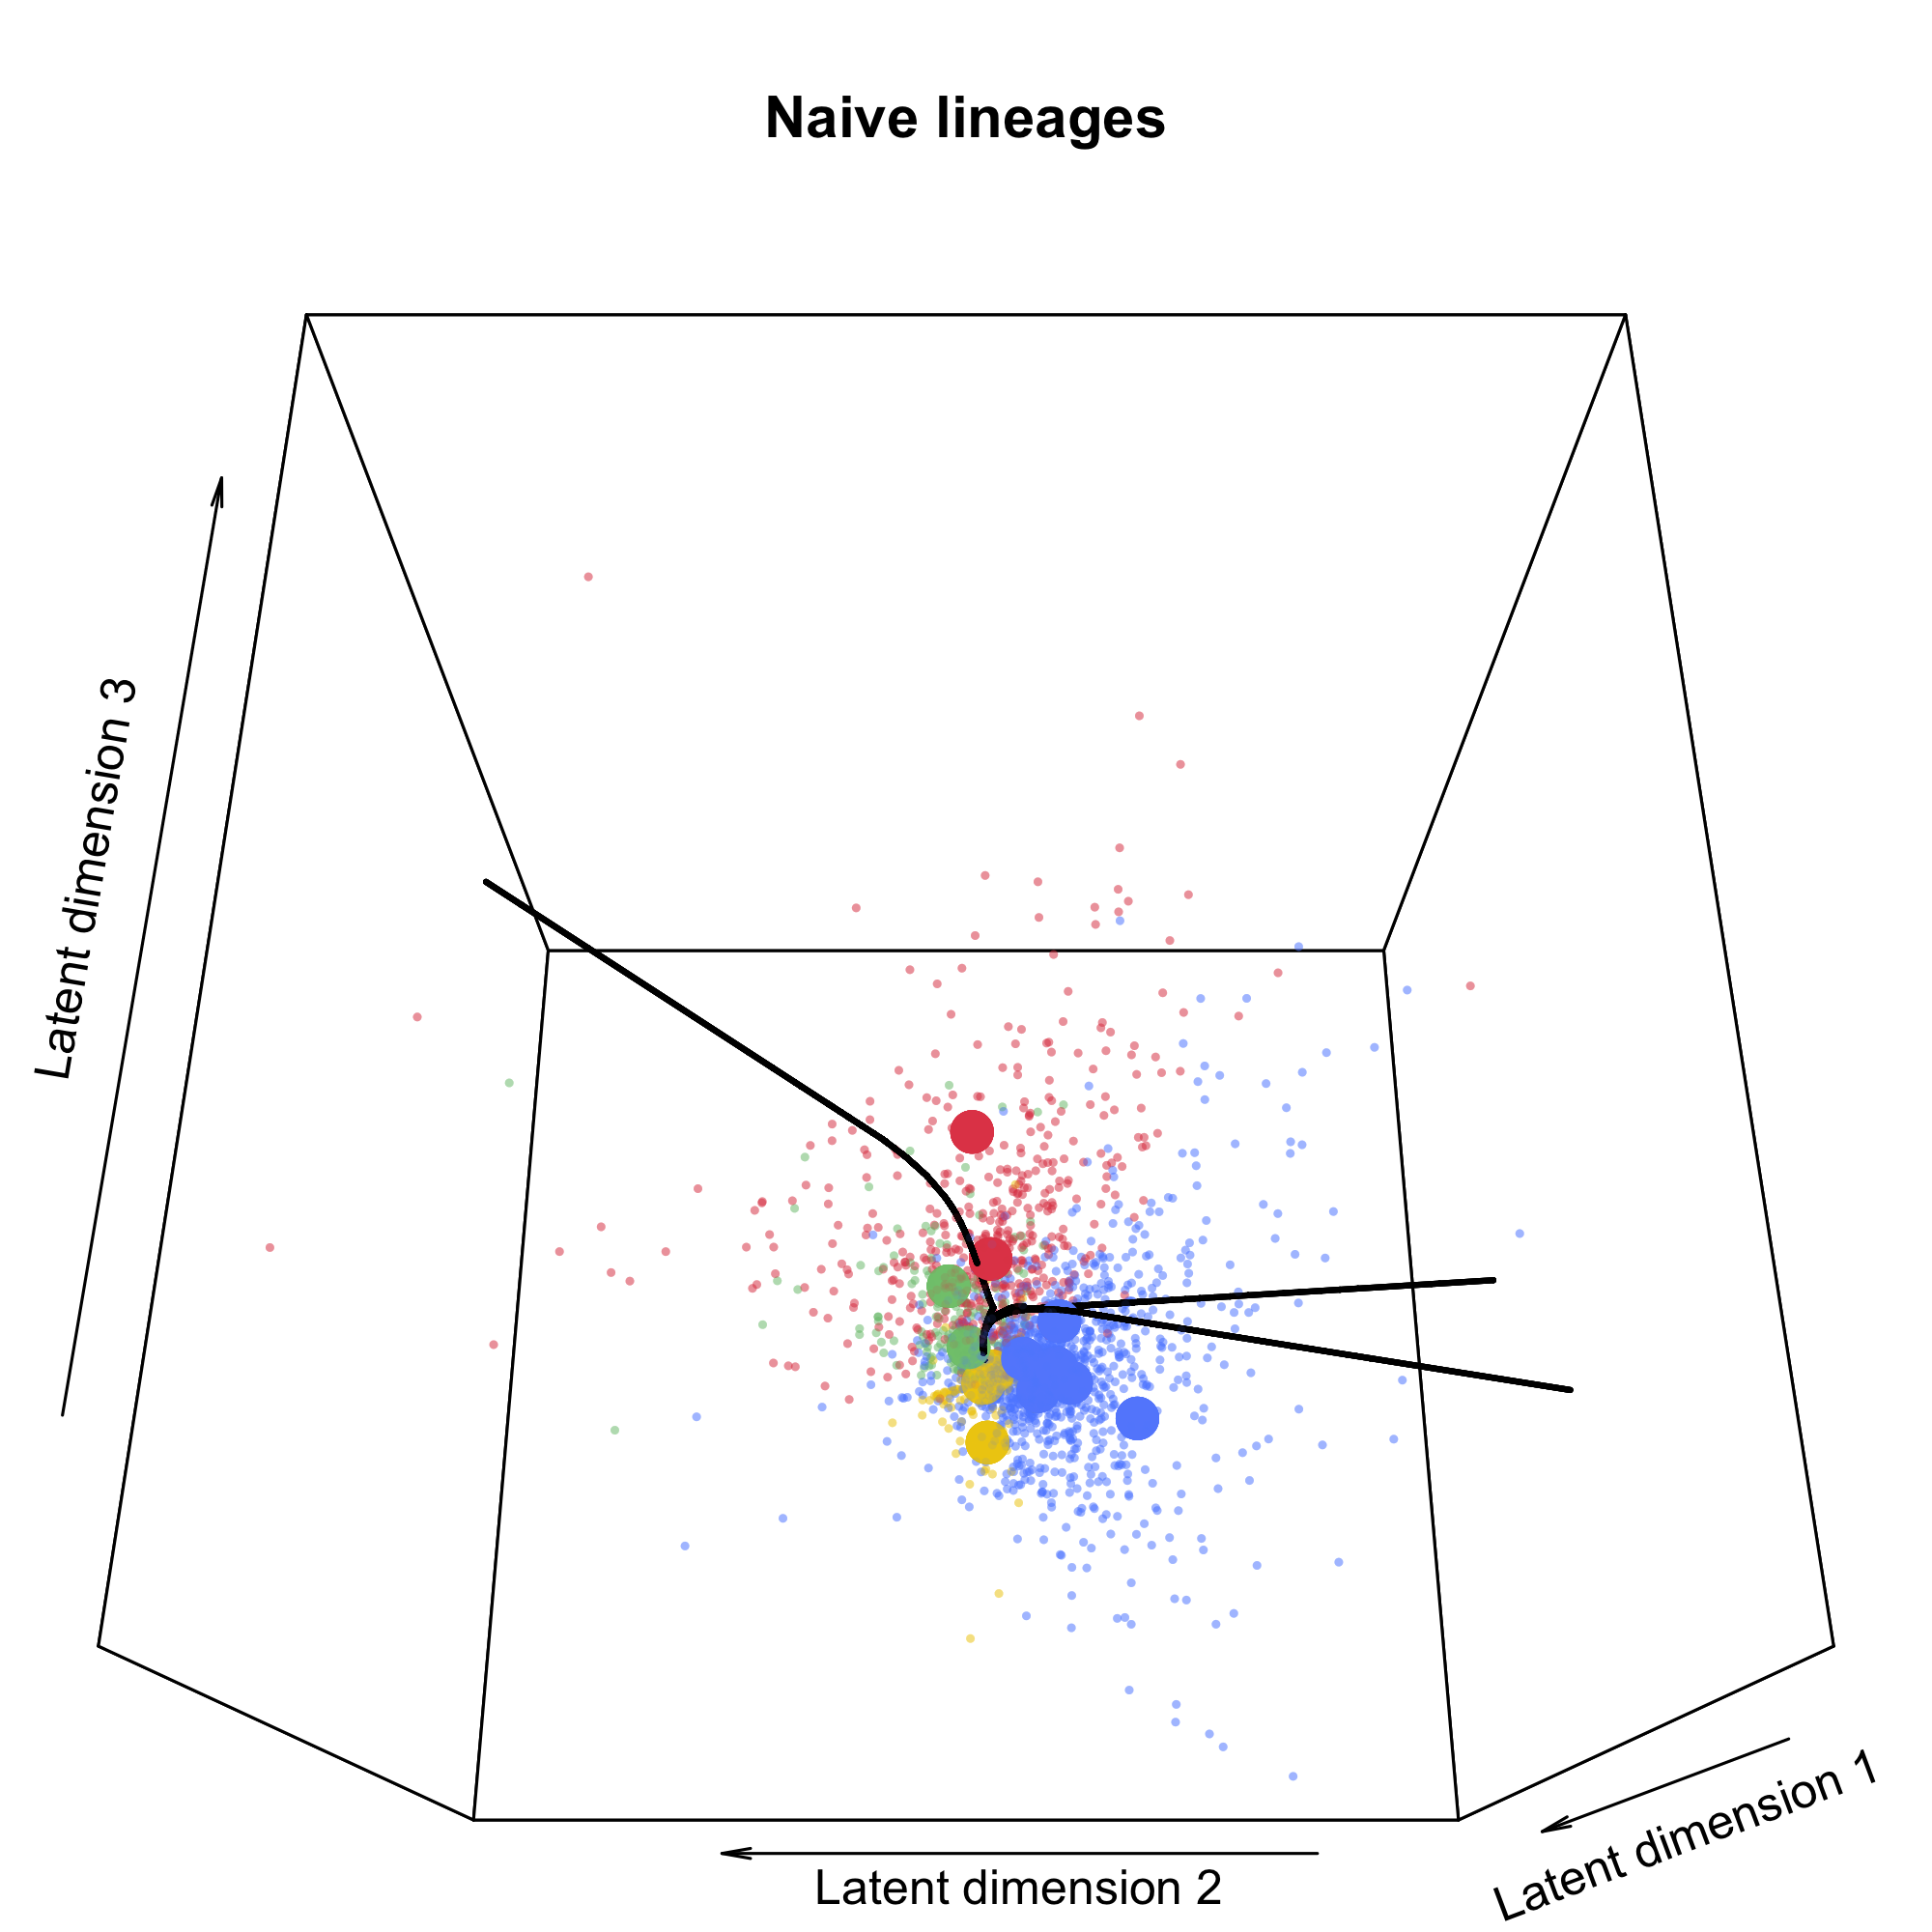 Naive lineages
Latent dimension 3
Latent dimension 2
Latent dimension 1